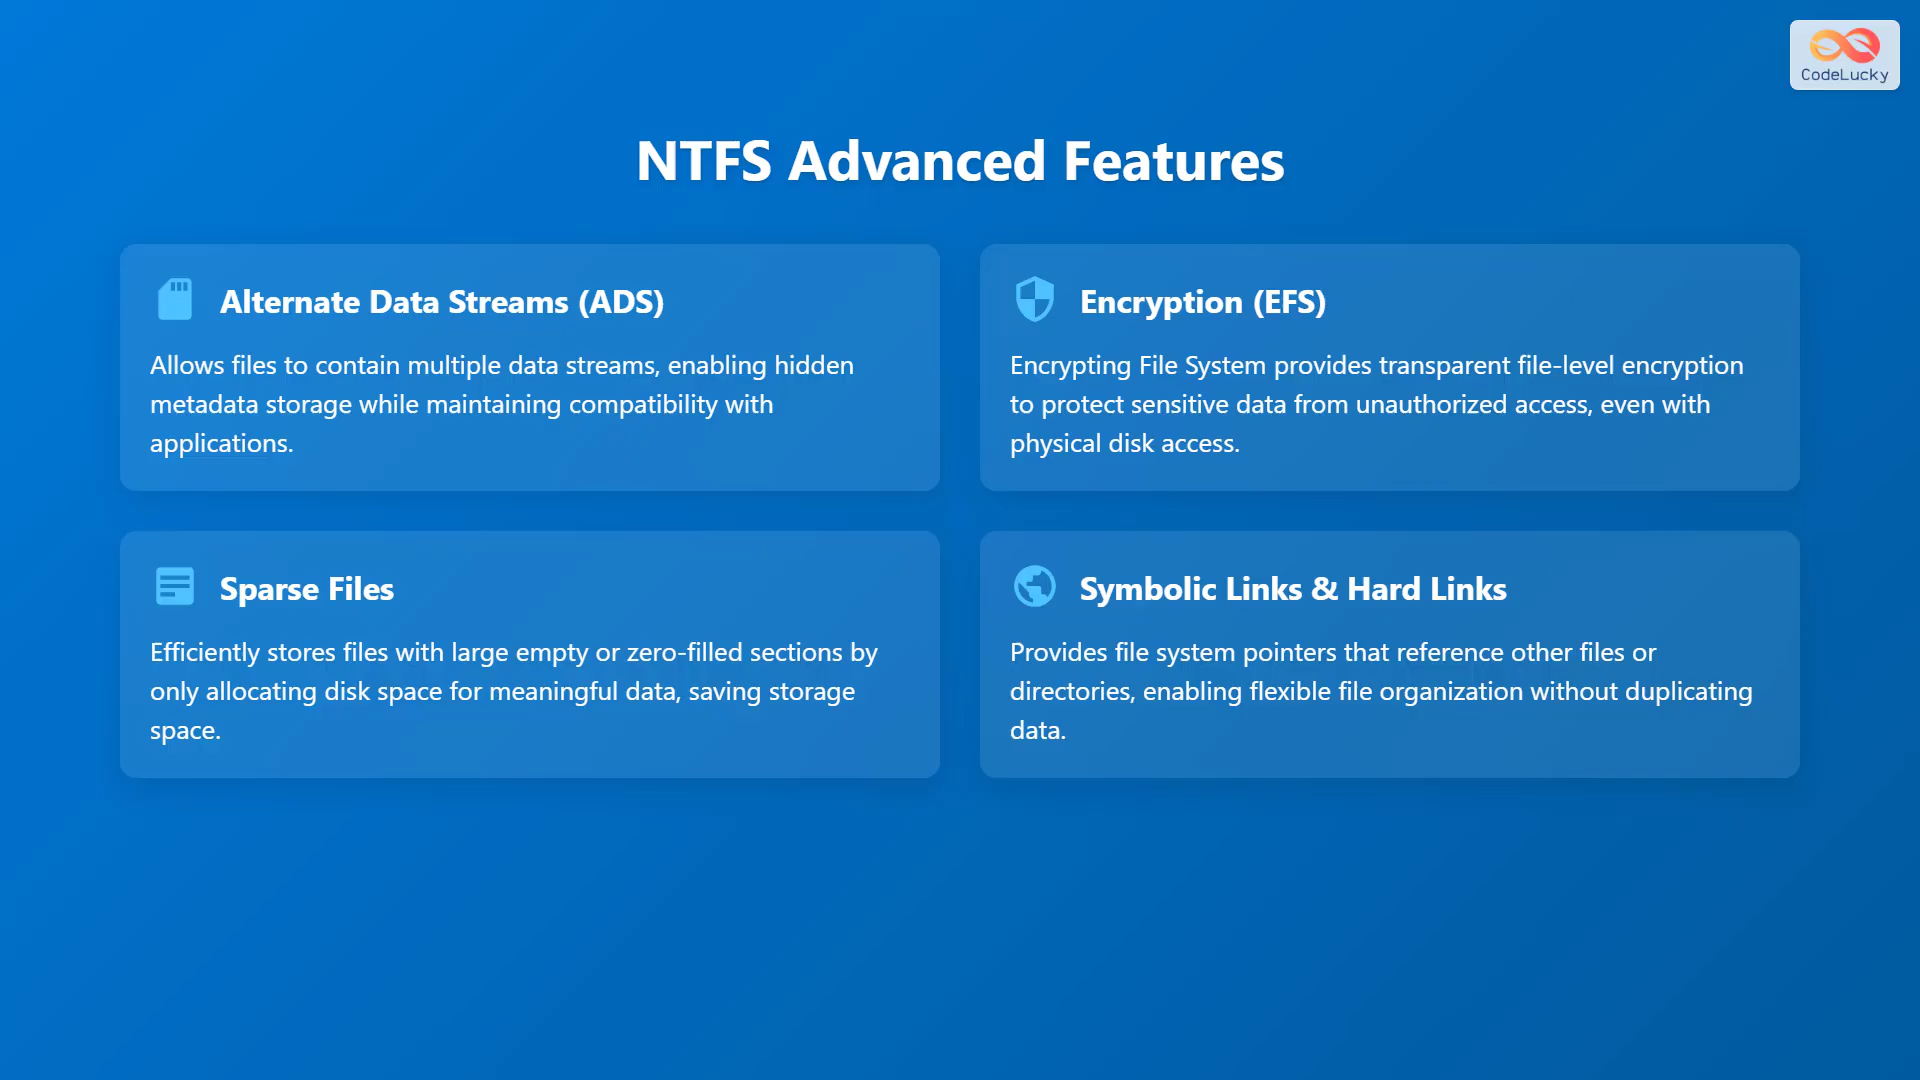 CodeLucky
NTFS Advanced Features
Alternate Data Streams (ADS)
Allows files to contain multiple data streams, enabling hidden
metadata storage while maintaining compatibility with
applications.
Encryption (EFS)
Encrypting File System provides transparent file-level encryption
to protect sensitive data from unauthorized access, even with
physical disk access.
Sparse Files
Efficiently stores files with large empty or zero-filled sections by
only allocating disk space for meaningful data, saving storage
space.
Symbolic Links & Hard Links
Provides file system pointers that reference other files or
directories, enabling flexible file organization without duplicating
data.